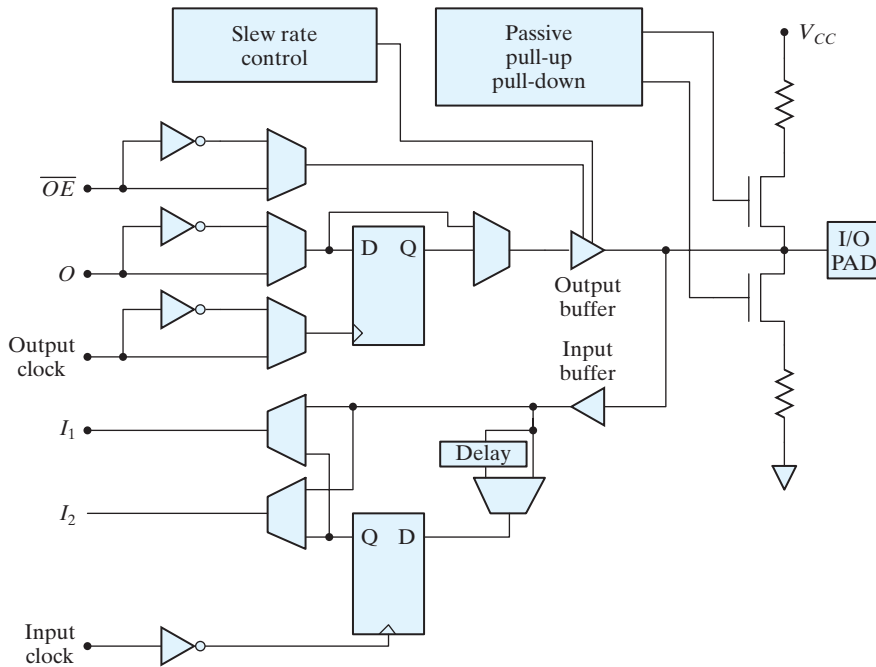 Slew rate
control
Passive
pull-up
pull-down
V_CC
\overline{OE}
D Q
I/O
PAD
O
Output
buffer
Output
clock
Input
buffer
I_1
Delay
I_2
Q D
Input
clock